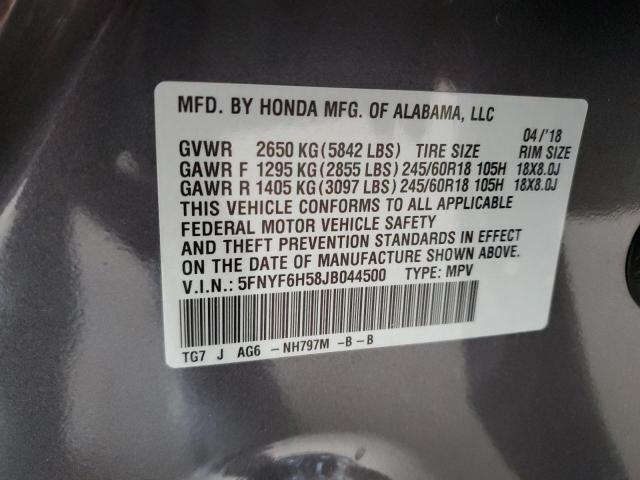 MFD. BY HONDA MFG. OF ALABAMA, LLC
04/'18
GVWR 2650 KG(5842 LBS) TIRE SIZE RIM SIZE
GAWR F 1295 KG(2855 LBS) 245/60R18 105H 18X8.0J
GAWR R 1405 KG(3097 LBS) 245/60R18 105H 18X8.0J
THIS VEHICLE CONFORMS TO ALL APPLICABLE
FEDERAL MOTOR VEHICLE SAFETY
AND THEFT PREVENTION STANDARDS IN EFFECT
ON THE DATE OF MANUFACTURE SHOWN ABOVE.
V.I.N.: 5FNYF6H58JB044500 TYPE: MPV
TG7 J AG6 -NH797M -B-B